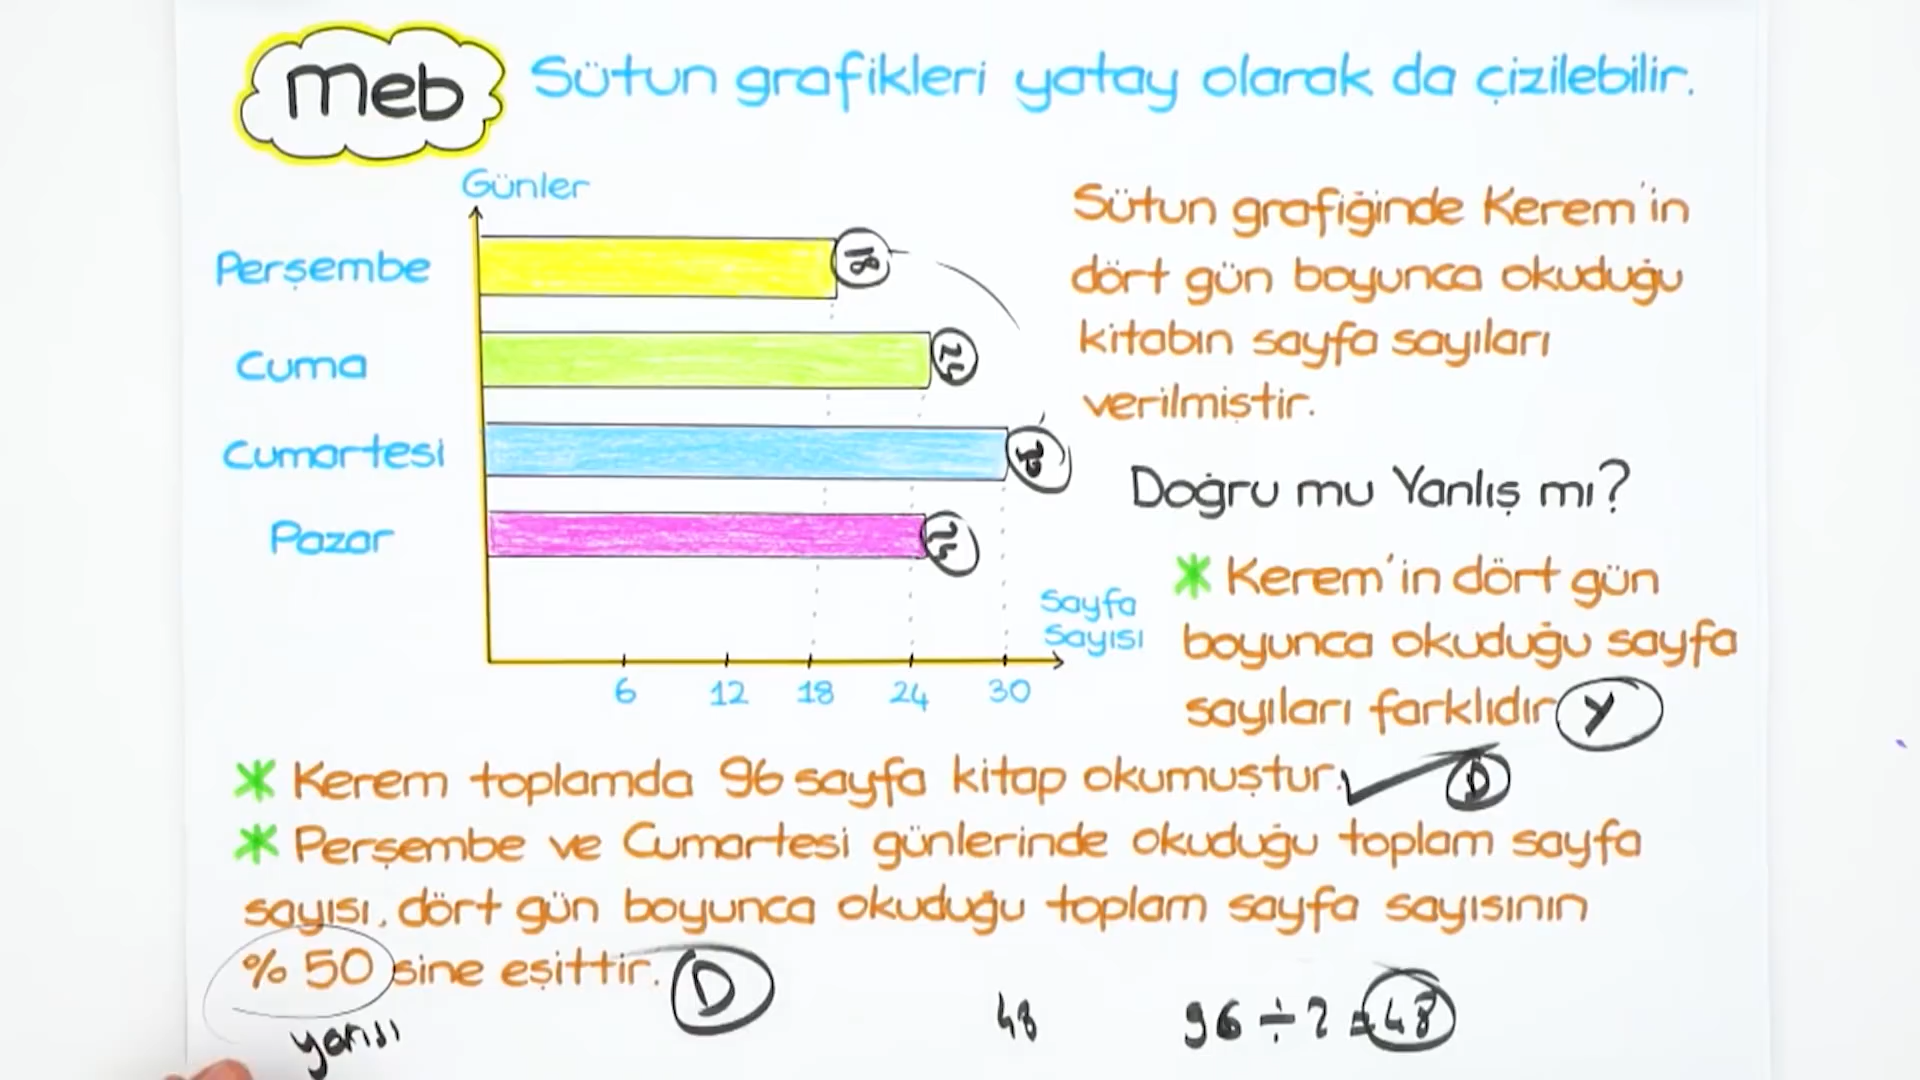 Meb
Sütun grafikleri yatay olarak da çizilebilir.
Günler
Perşembe
18
Cuma
24
Cumartesi
30
Pazar
24
Sayfa
Sayısı
6 12 18 24 30
Sütun grafiğinde Kerem'in
dört gün boyunca okuduğu
kitabın sayfa sayıları
verilmiştir.
Doğru mu Yanlış mı?
* Kerem'in dört gün
boyunca okuduğu sayfa
sayıları farklıdır Y
* Kerem toplamda 96 sayfa kitap okumuştur. ✓ D
* Perşembe ve Cumartesi günlerinde okuduğu toplam sayfa
sayısı, dört gün boyunca okuduğu toplam sayfa sayısının
% 50 sine eşittir. D
yarısı
48 96 ÷ 2 = 48